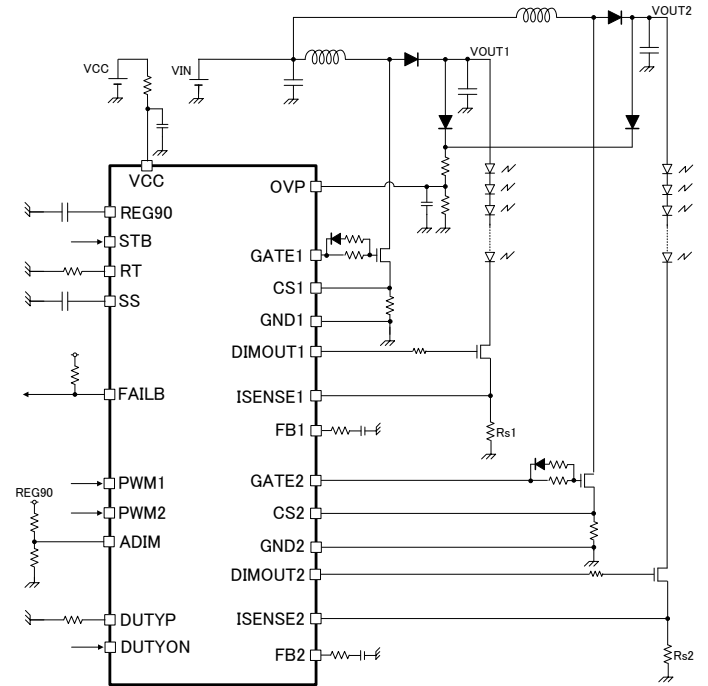 VOUT2
VCC
VIN
VOUT1
VCC
OVP
REG90
STB
GATE1
RT
CS1
SS
GND1
DIMOUT1
FAILB
ISENSE1
FB1
Rs1
PWM1
GATE2
REG90
PWM2
CS2
ADIM
GND2
DIMOUT2
DUTYP
ISENSE2
DUTYON
FB2
Rs2